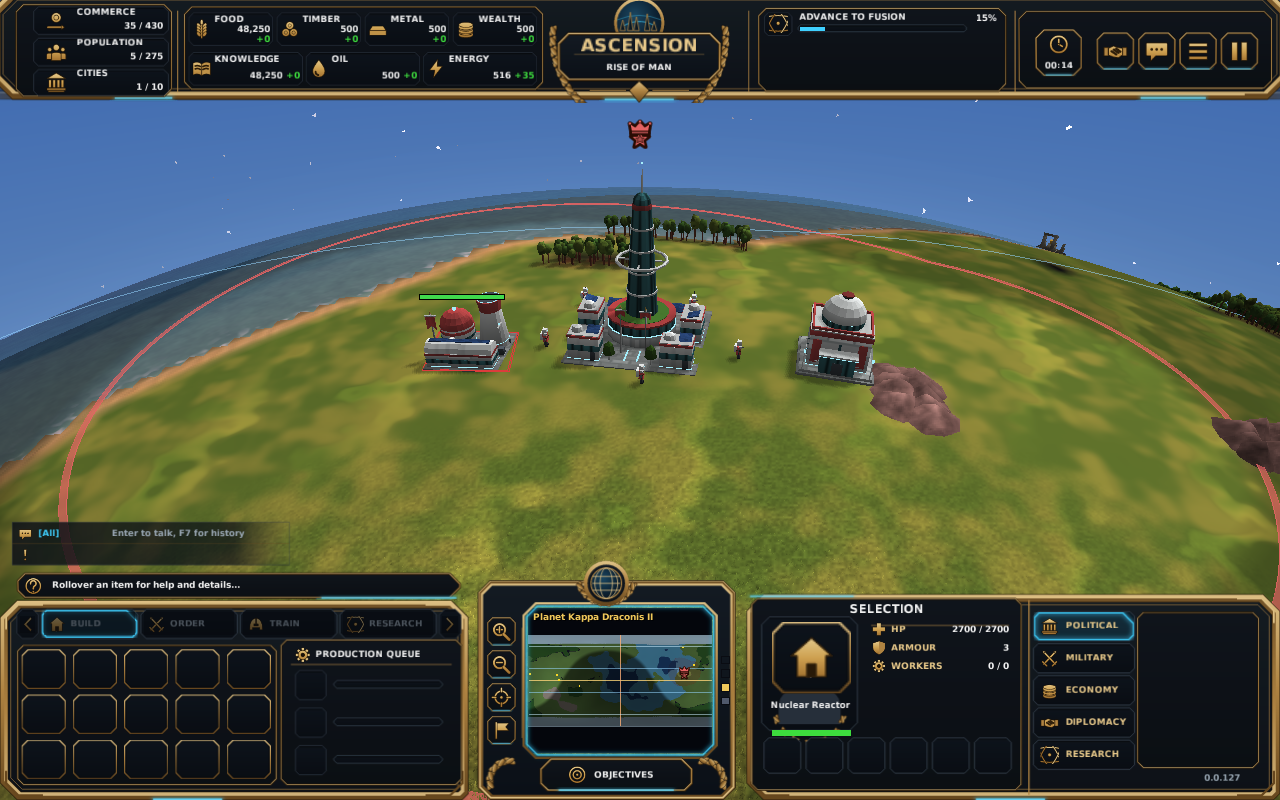 COMMERCE
35 / 430
POPULATION
5 / 275
CITIES
1 / 10
FOOD
48,250
+0
TIMBER
500
+0
METAL
500
+0
WEALTH
500
+0
KNOWLEDGE
48,250 +0
OIL
500 +0
ENERGY
516 +35
ASCENSION
RISE OF MAN
ADVANCE TO FUSION
15%
00:14
[All] Enter to talk, F7 for history
!
Rollover an item for help and details...
BUILD
ORDER
TRAIN
RESEARCH
PRODUCTION QUEUE
Planet Kappa Draconis II
OBJECTIVES
SELECTION
HP 2700 / 2700
ARMOUR 3
WORKERS 0 / 0
Nuclear Reactor
POLITICAL
MILITARY
ECONOMY
DIPLOMACY
RESEARCH
0.0.127